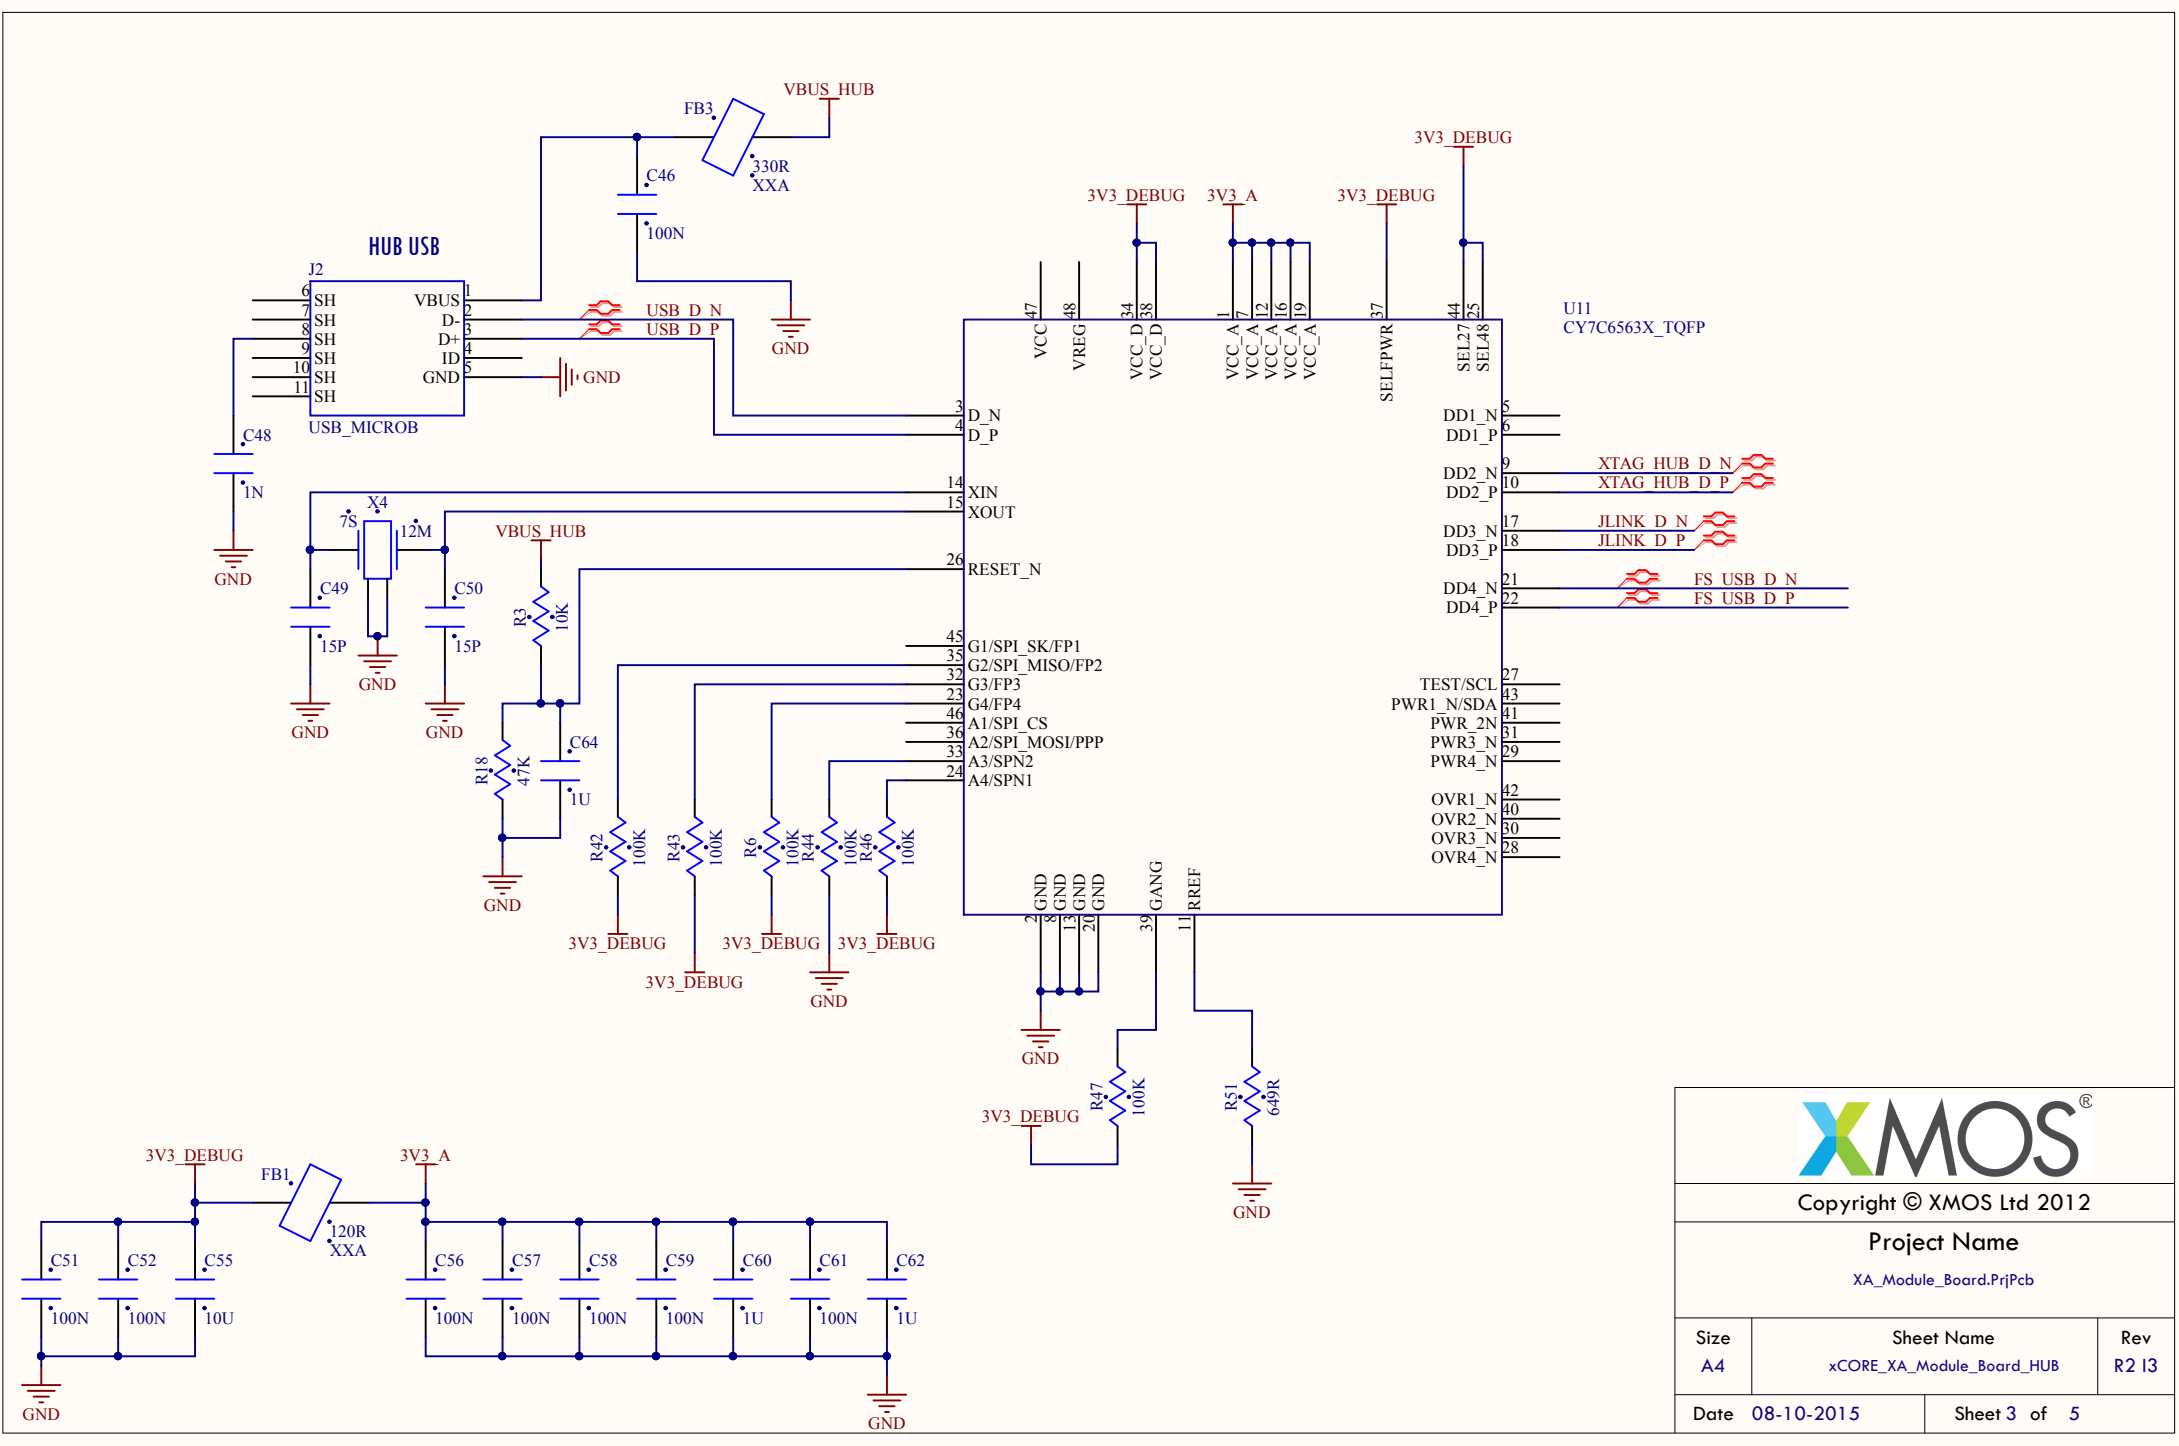 VBUS_HUB
FB3
330R
XXA
C46
100N
GND
HUB USB
J2
6 SH
7 SH
8 SH
9 SH
10 SH
11 SH
VBUS 1
D- 2
D+ 3
ID 4
GND 5
USB_MICROB
USB_D_N
USB_D_P
GND
C48
1N
GND
X4
7S
12M
C49
15P
GND
GND
C50
15P
GND
VBUS_HUB
R3
10K
R18
47K
C64
1U
GND
3V3_DEBUG
3V3_A
3V3_DEBUG
3V3_DEBUG
47 VCC
48 VREG
34 VCC_D
38 VCC_D
1 VCC_A
7 VCC_A
12 VCC_A
16 VCC_A
19 VCC_A
37 SELFPWR
44 SEL27
25 SEL48
U11
CY7C6563X_TQFP
3 D_N
4 D_P
14 XIN
15 XOUT
26 RESET_N
45 G1/SPI_SK/FP1
35 G2/SPI_MISO/FP2
32 G3/FP3
23 G4/FP4
46 A1/SPI_CS
36 A2/SPI_MOSI/PPP
33 A3/SPN2
24 A4/SPN1
DD1_N 5
DD1_P 6
DD2_N 9 XTAG_HUB_D_N
DD2_P 10 XTAG_HUB_D_P
DD3_N 17 JLINK_D_N
DD3_P 18 JLINK_D_P
DD4_N 21 FS_USB_D_N
DD4_P 22 FS_USB_D_P
TEST/SCL 27
PWR1_N/SDA 43
PWR_2N 41
PWR3_N 31
PWR4_N 29
OVR1_N 42
OVR2_N 40
OVR3_N 30
OVR4_N 28
2 GND
8 GND
13 GND
20 GND
39 GANG
11 RREF
R42
100K
3V3_DEBUG
R43
100K
3V3_DEBUG
R6
100K
3V3_DEBUG
R44
100K
GND
R46
100K
3V3_DEBUG
GND
R47
100K
3V3_DEBUG
R51
649R
GND
3V3_DEBUG
FB1
120R
XXA
3V3_A
C51
100N
C52
100N
C55
10U
GND
C56
100N
C57
100N
C58
100N
C59
100N
C60
1U
C61
100N
C62
1U
GND
XMOS®
Copyright © XMOS Ltd 2012
Project Name
XA_Module_Board.PrjPcb
Size
A4
Sheet Name
xCORE_XA_Module_Board_HUB
Rev
R2 I3
Date 08-10-2015
Sheet 3 of 5